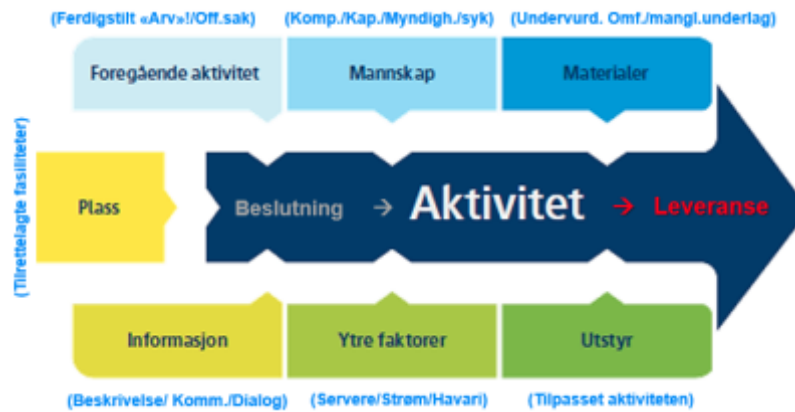 (Ferdigstilt «Arv»!/Off.sak) (Komp./Kap./Myndigh./syk) (Undervurd. Omf./mangl.underlag)
Foregående aktivitet Mannskap Materialer
(Tilrettelagte fasiliteter)
Plass Beslutning → Aktivitet → Leveranse
Informasjon Ytre faktorer Utstyr
(Beskrivelse/ Komm./Dialog) (Servere/Strøm/Havari) (Tilpasset aktiviteten)